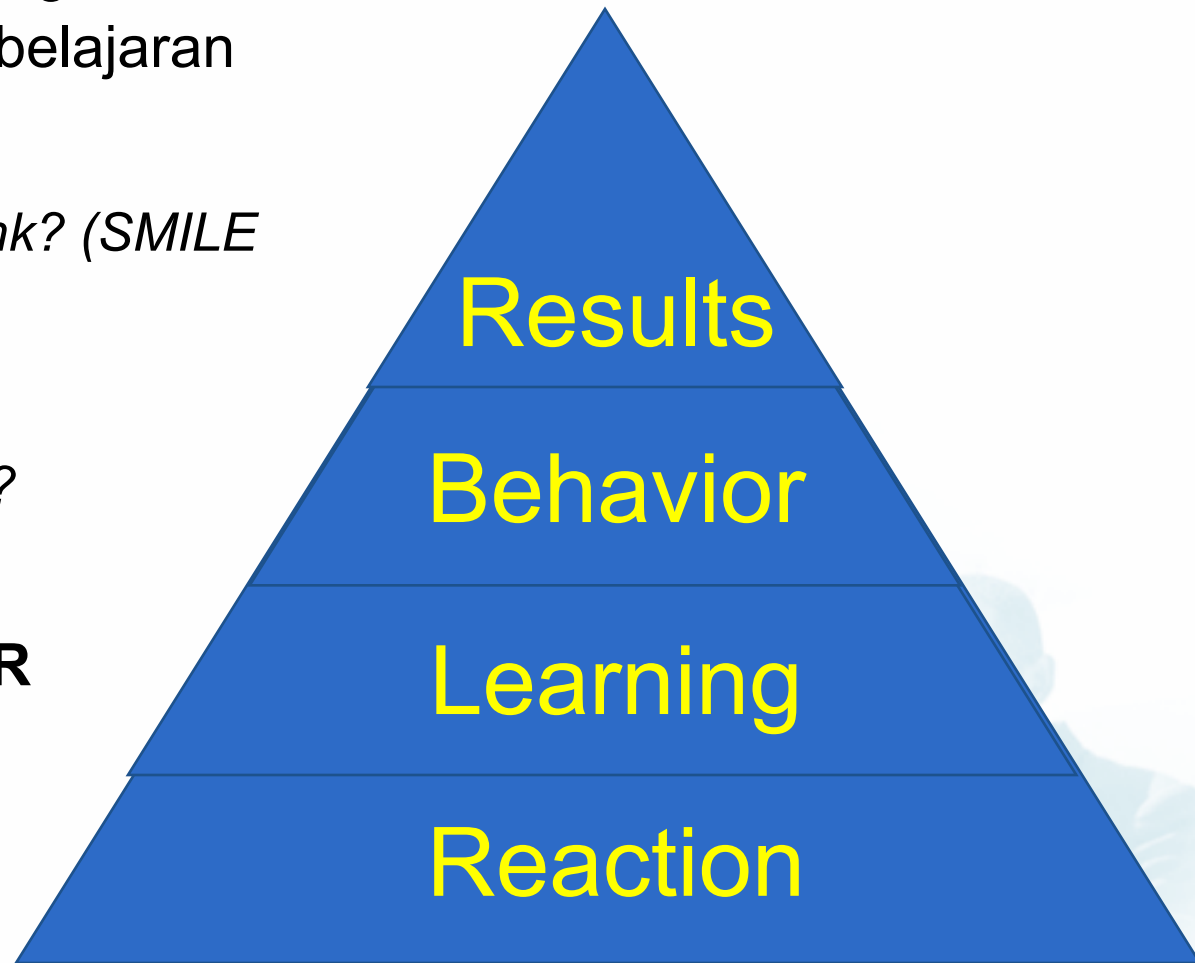 belajaran
nk? (SMILE
?
R
Results
Behavior
Learning
Reaction